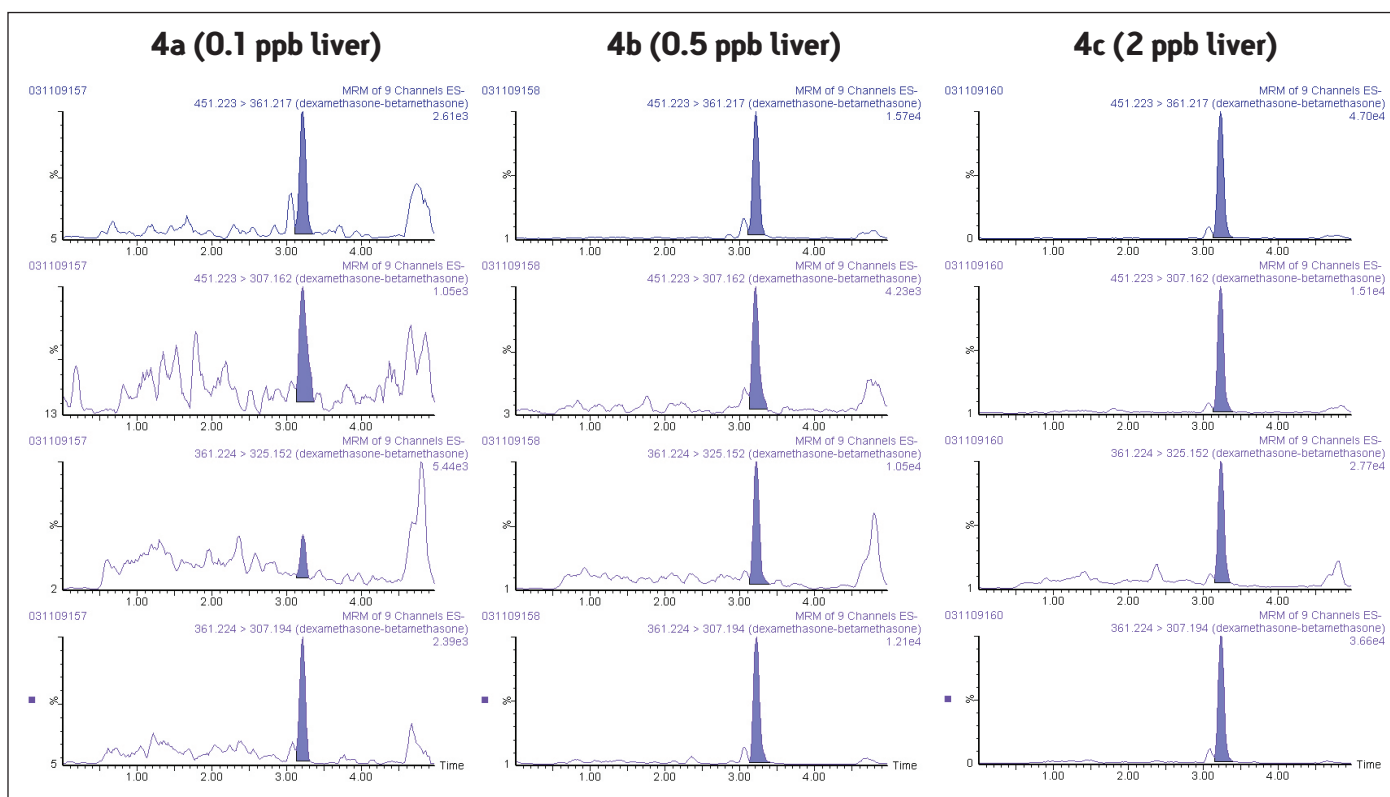 4a (0.1 ppb liver)
031109157
MRM of 9 Channels ES-
451.223 > 361.217 (dexamethasone-betamethasone)
2.61e3
%
5
1.00 2.00 3.00 4.00
031109157
MRM of 9 Channels ES-
451.223 > 307.162 (dexamethasone-betamethasone)
1.05e3
%
13
1.00 2.00 3.00 4.00
031109157
MRM of 9 Channels ES-
361.224 > 325.152 (dexamethasone-betamethasone)
5.44e3
%
2
1.00 2.00 3.00 4.00
031109157
MRM of 9 Channels ES-
361.224 > 307.194 (dexamethasone-betamethasone)
2.39e3
%
5
1.00 2.00 3.00 4.00 Time
4b (0.5 ppb liver)
031109158
MRM of 9 Channels ES-
451.223 > 361.217 (dexamethasone-betamethasone)
1.57e4
%
1
1.00 2.00 3.00 4.00
031109158
MRM of 9 Channels ES-
451.223 > 307.162 (dexamethasone-betamethasone)
4.23e3
%
3
1.00 2.00 3.00 4.00
031109158
MRM of 9 Channels ES-
361.224 > 325.152 (dexamethasone-betamethasone)
1.05e4
%
1
1.00 2.00 3.00 4.00
031109158
MRM of 9 Channels ES-
361.224 > 307.194 (dexamethasone-betamethasone)
1.21e4
%
1
1.00 2.00 3.00 4.00 Time
4c (2 ppb liver)
031109160
MRM of 9 Channels ES-
451.223 > 361.217 (dexamethasone-betamethasone)
4.70e4
%
0
1.00 2.00 3.00 4.00
031109160
MRM of 9 Channels ES-
451.223 > 307.162 (dexamethasone-betamethasone)
1.51e4
%
1
1.00 2.00 3.00 4.00
031109160
MRM of 9 Channels ES-
361.224 > 325.152 (dexamethasone-betamethasone)
2.77e4
%
1
1.00 2.00 3.00 4.00
031109160
MRM of 9 Channels ES-
361.224 > 307.194 (dexamethasone-betamethasone)
3.66e4
%
0
1.00 2.00 3.00 4.00 Time